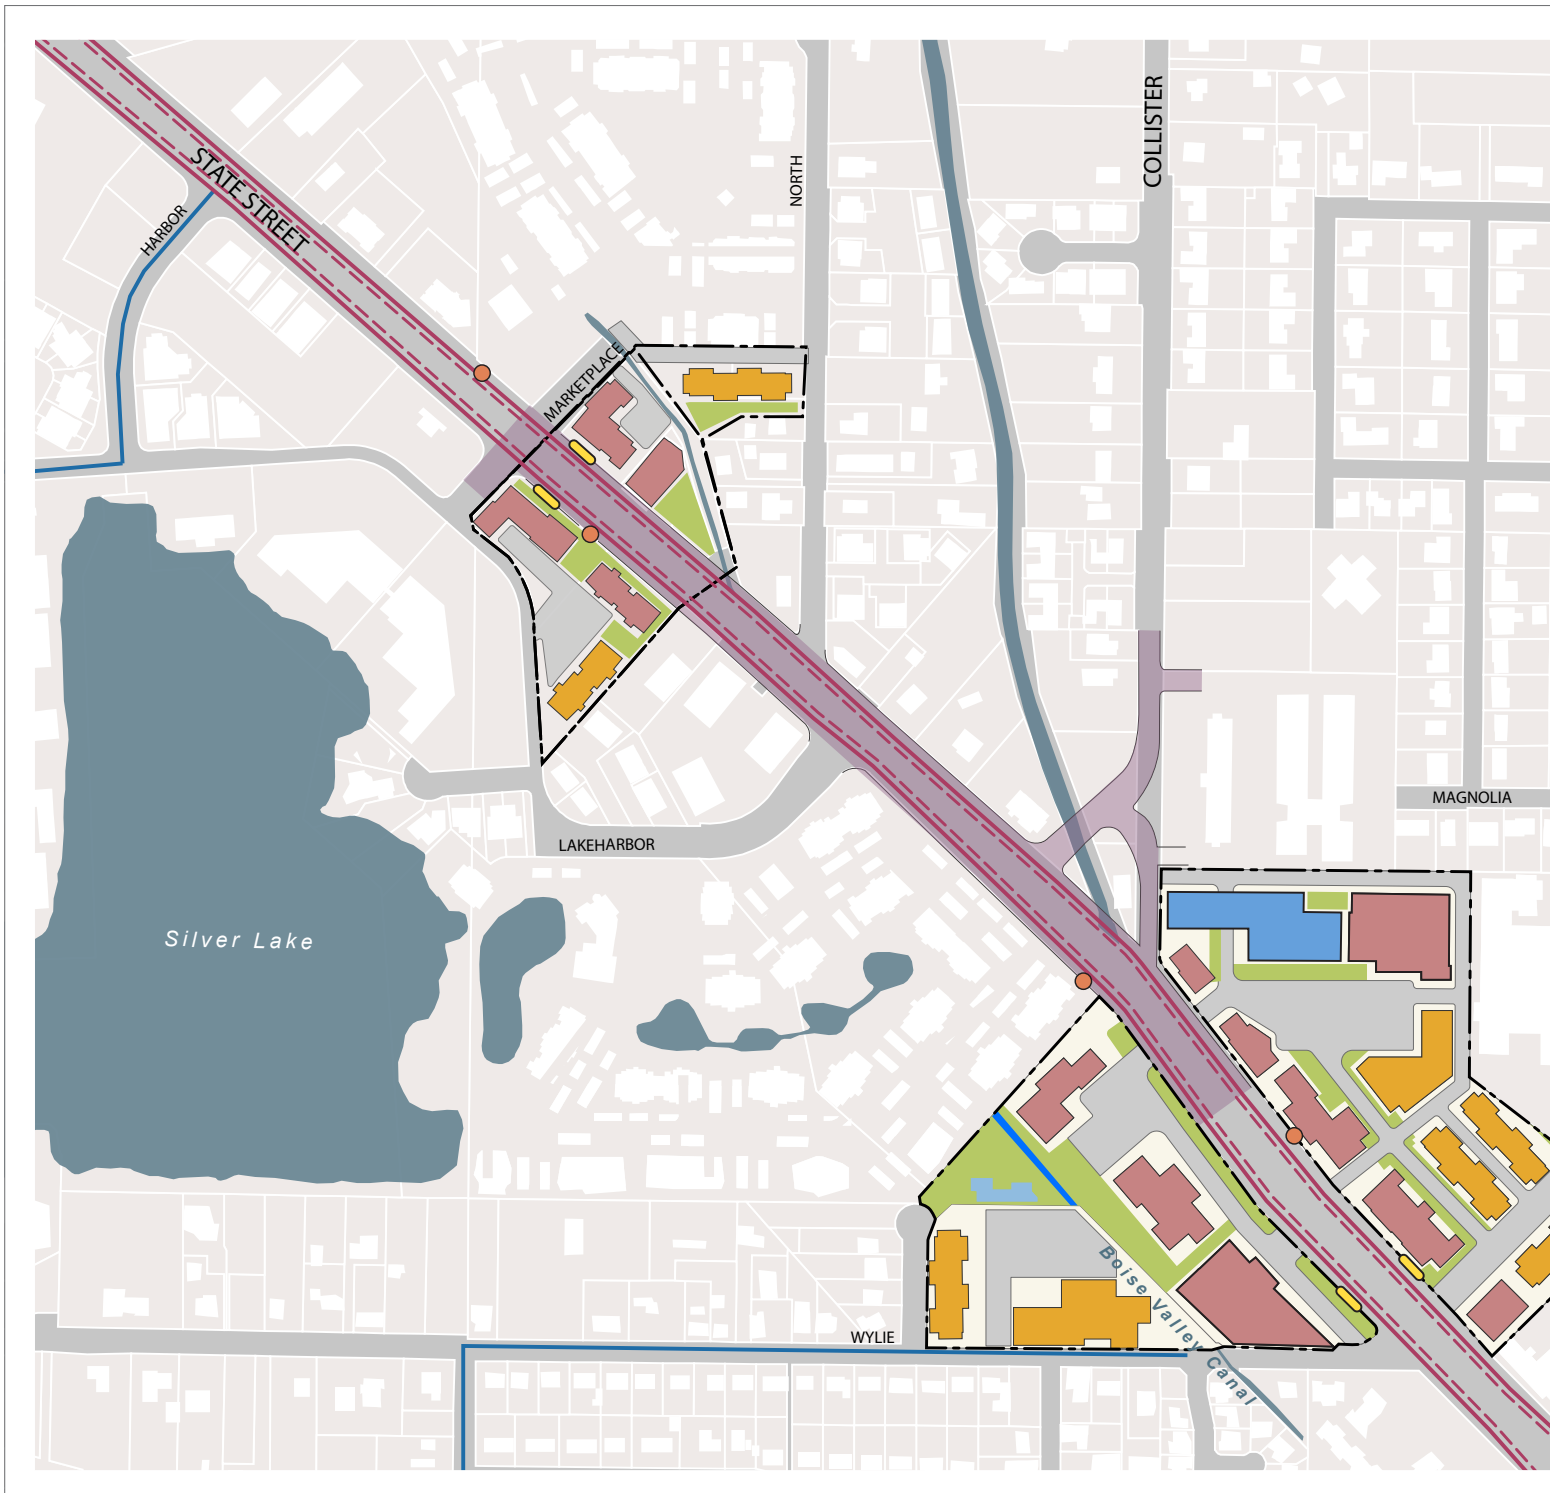 COLLISTER
STATE STREET
NORTH
HARBOR
MARKETPLACE
MAGNOLIA
LAKEHARBOR
Silver Lake
Boise Valley Canal
WYLIE